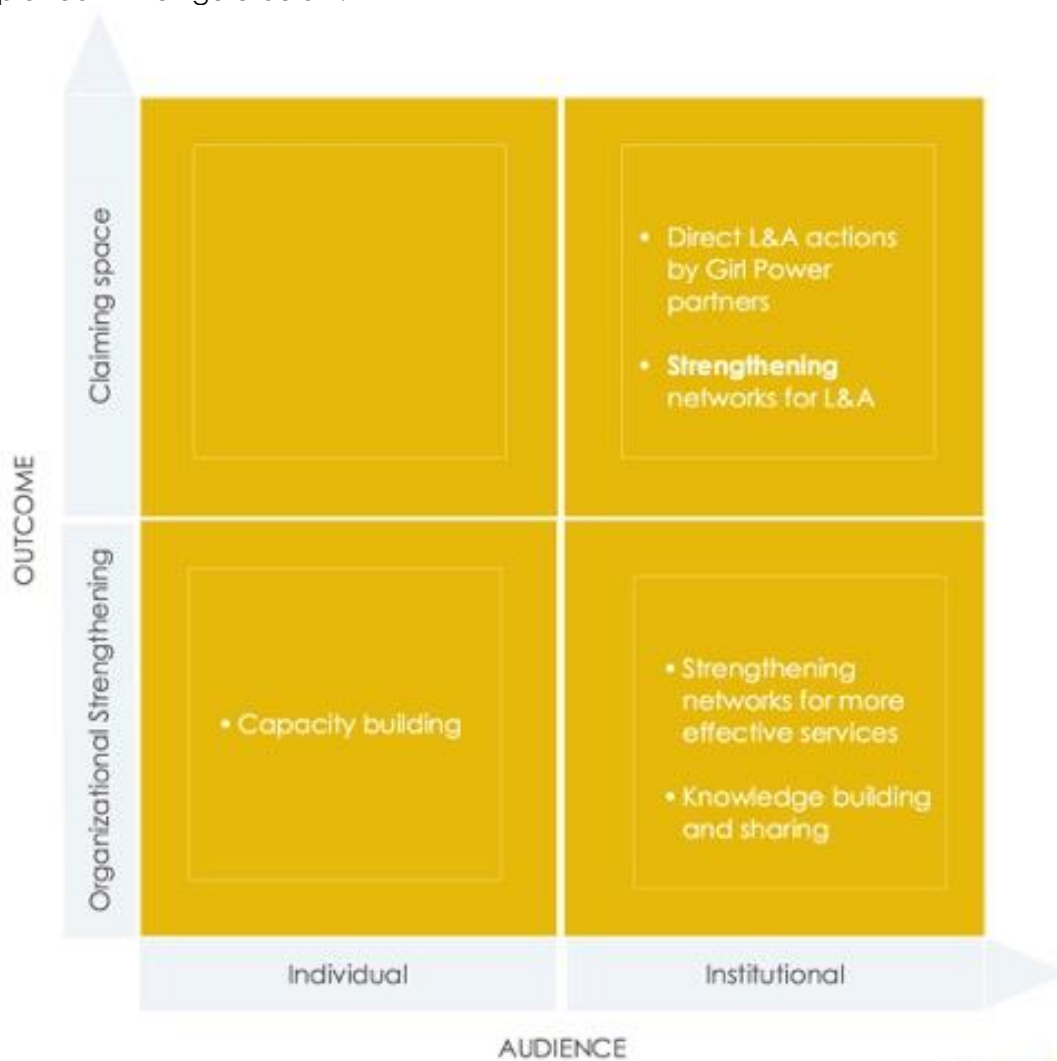 Claiming space
• Direct L&A actions
by Girl Power
partners
• Strengthening
networks for L&A
OUTCOME
Organizational Strengthening
• Capacity building
• Strengthening
networks for more
effective services
• Knowledge building
and sharing
Individual
Institutional
AUDIENCE